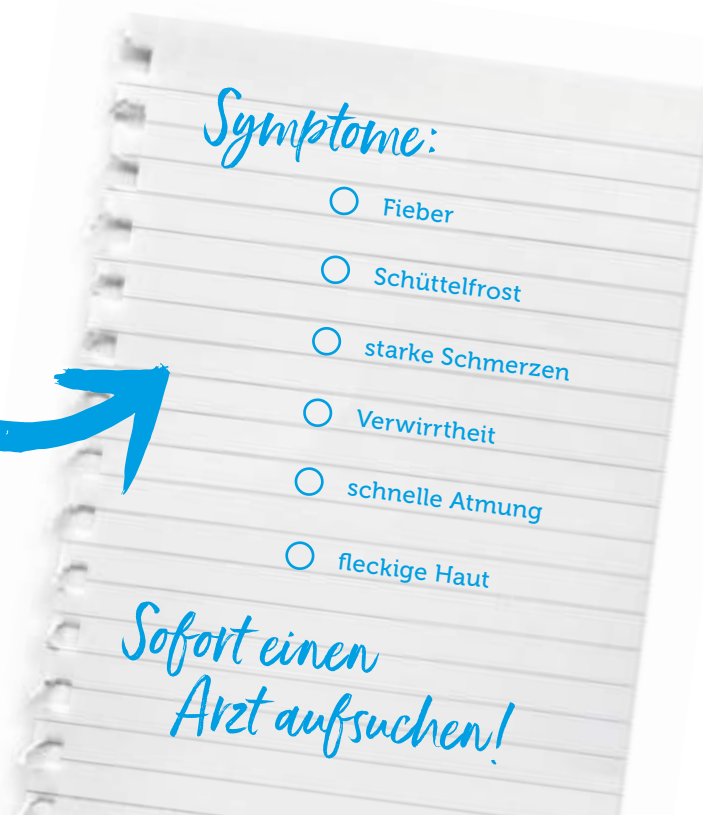 Symptome:
Fieber
Schüttelfrost
starke Schmerzen
Verwirrtheit
schnelle Atmung
fleckige Haut
Sofort einen
Arzt aufsuchen!